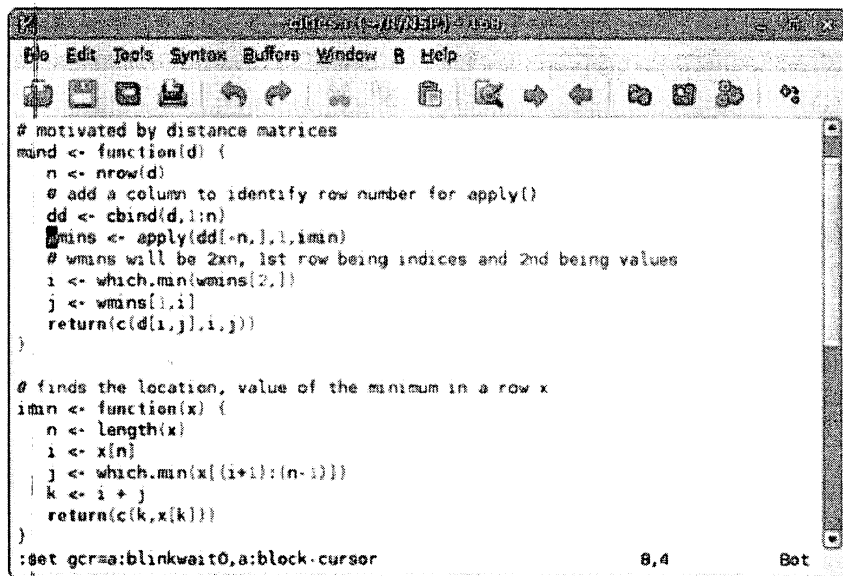 File Edit Tools Syntax Buffers Window R Help
# motivated by distance matrices
mind <- function(d) {
n <- nrow(d)
# add a column to identify row number for apply()
dd <- cbind(d,1:n)
wmins <- apply(dd[-n,],1,imin)
# wmins will be 2xn, 1st row being indices and 2nd being values
i <- which.min(wmins[2,])
j <- wmins[1,i]
return(c(d[i,j],i,j))
}
# finds the location, value of the minimum in a row x
imin <- function(x) {
n <- length(x)
i <- x[n]
j <- which.min(x[(i+1):(n-1)])
k <- i + j
return(c(k,x[k]))
}
:set gcr=a:blinkwait0,a:block-cursor 8,4 Bot